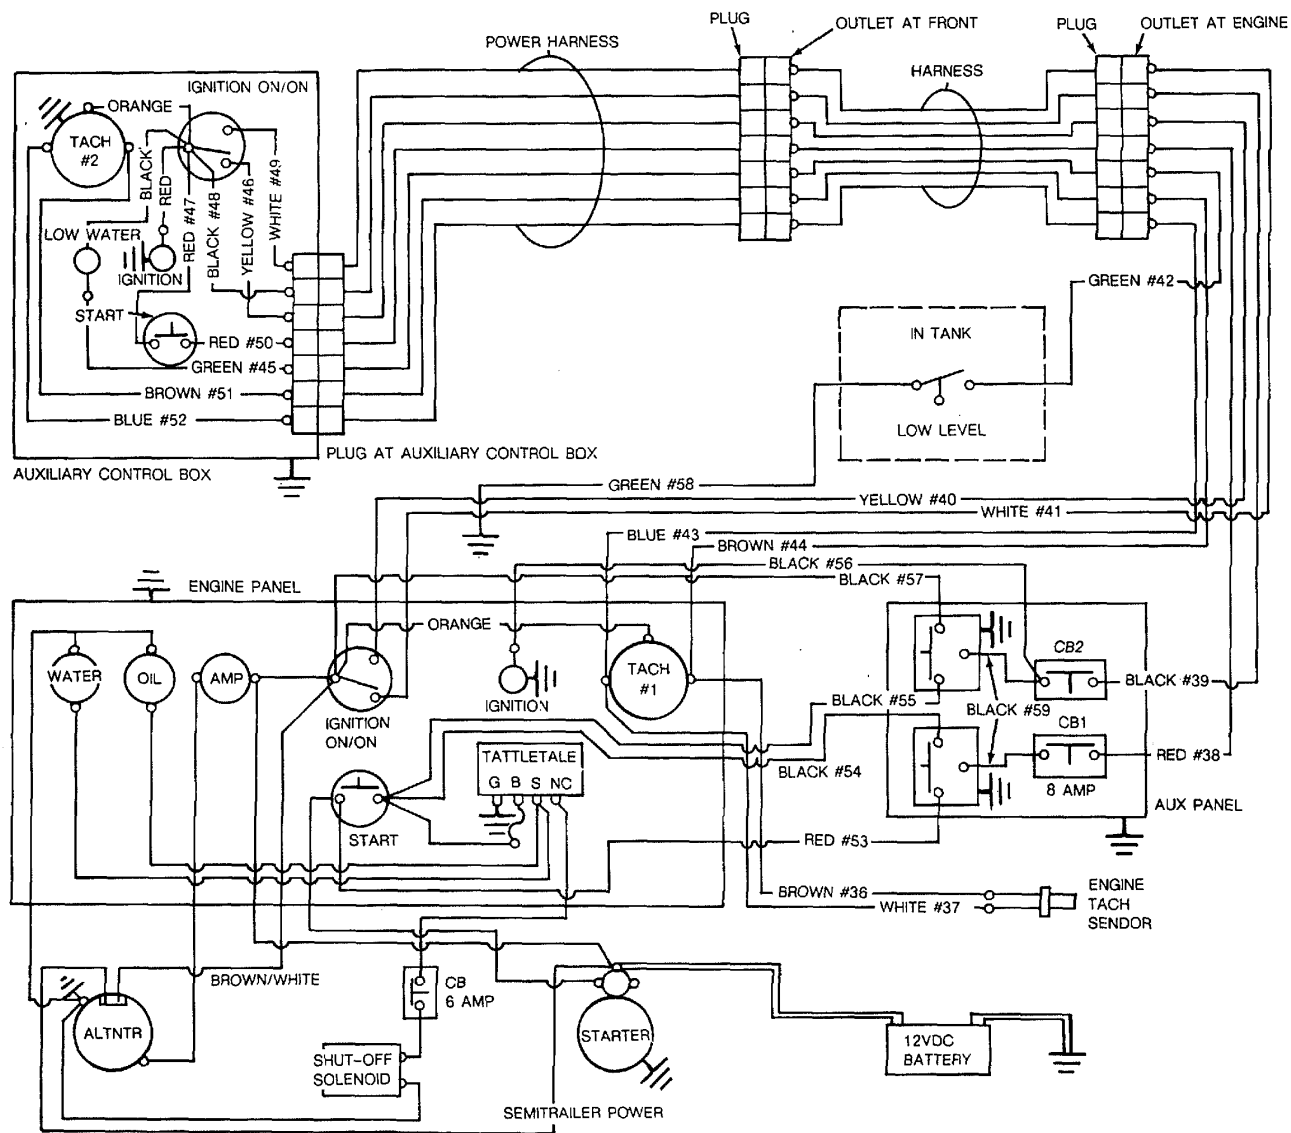 PLUG
OUTLET AT FRONT
PLUG
OUTLET AT ENGINE
POWER HARNESS
HARNESS
IGNITION ON/ON
ORANGE
TACH
#2
BLACK
RED
RED #47
BLACK #48
YELLOW #46
WHITE #49
LOW WATER
IGNITION
START
RED #50
GREEN #45
BROWN #51
BLUE #52
PLUG AT AUXILIARY CONTROL BOX
AUXILIARY CONTROL BOX
GREEN #42
IN TANK
LOW LEVEL
GREEN #58
YELLOW #40
WHITE #41
BLUE #43
BROWN #44
BLACK #56
BLACK #57
ENGINE PANEL
ORANGE
WATER
OIL
AMP
IGNITION
ON/ON
IGNITION
TACH
#1
CB2
BLACK #39
BLACK #55
BLACK #59
CB1
RED #38
8 AMP
AUX PANEL
TATTLETALE
G B S NC
BLACK #54
START
RED #53
BROWN #36
WHITE #37
ENGINE
TACH
SENDOR
BROWN/WHITE
CB
6 AMP
ALTNTR
STARTER
12VDC
BATTERY
SHUT-OFF
SOLENOID
SEMITRAILER POWER